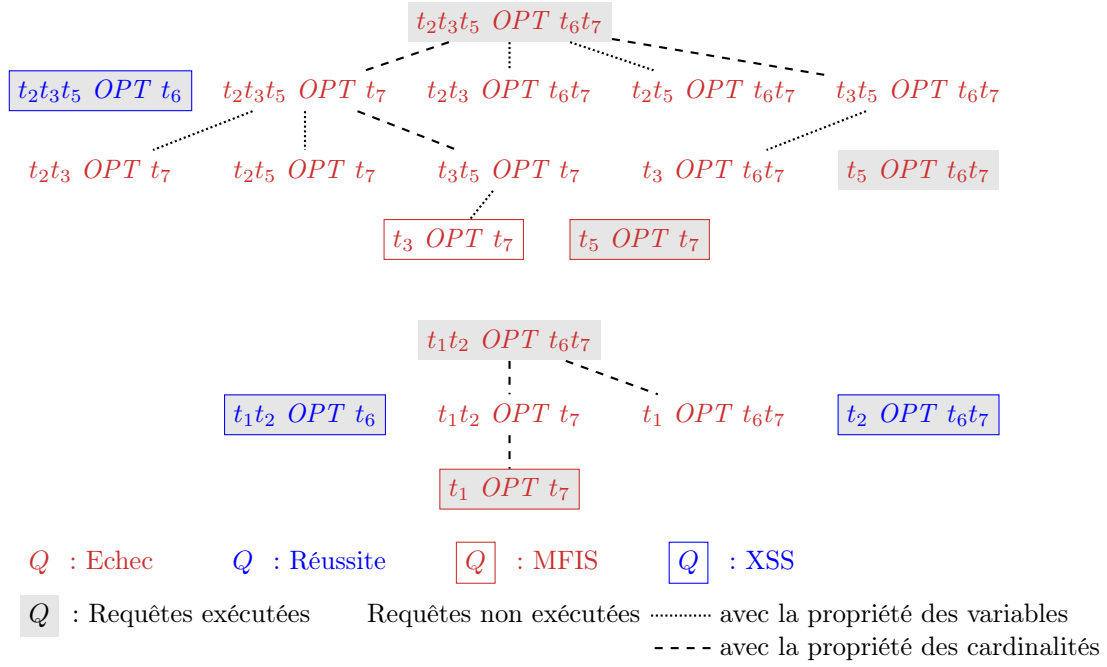 t₂t₃t₅ OPT t₆t₇
t₂t₃t₅ OPT t₆ t₂t₃t₅ OPT t₇ t₂t₃ OPT t₆t₇ t₂t₅ OPT t₆t₇ t₃t₅ OPT t₆t₇
t₂t₃ OPT t₇ t₂t₅ OPT t₇ t₃t₅ OPT t₇ t₃ OPT t₆t₇ t₅ OPT t₆t₇
t₃ OPT t₇ t₅ OPT t₇
t₁t₂ OPT t₆t₇
t₁t₂ OPT t₆ t₁t₂ OPT t₇ t₁ OPT t₆t₇ t₂ OPT t₆t₇
t₁ OPT t₇
Q : Echec Q : Réussite Q : MFIS Q : XSS
Q : Requêtes exécutées Requêtes non exécutées avec la propriété des variables
avec la propriété des cardinalités